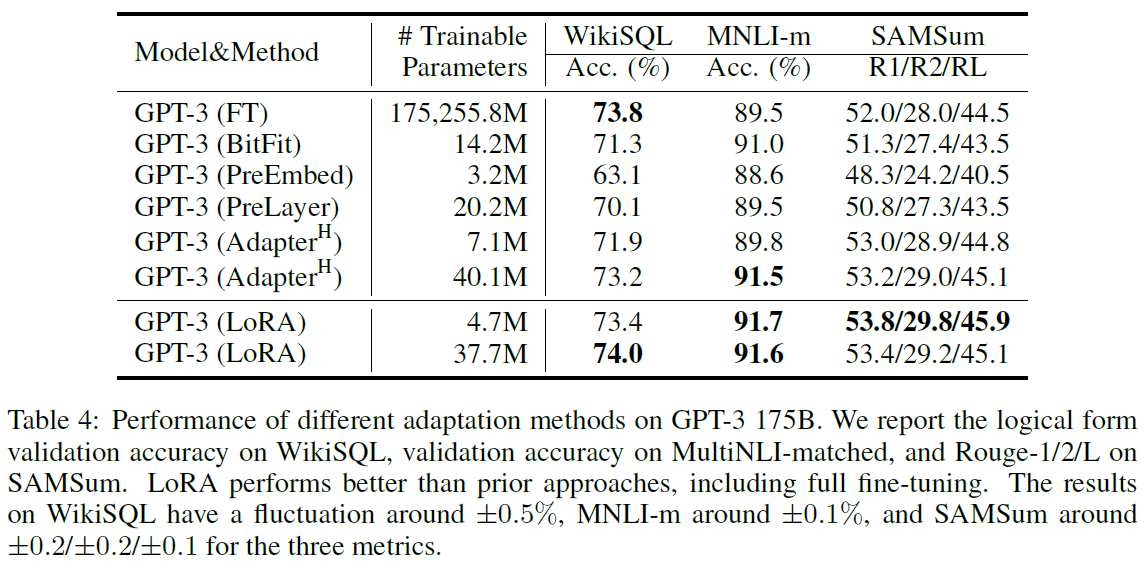 Model&Method # Trainable Parameters WikiSQL MNLI-m SAMSum
Acc. (%) Acc. (%) R1/R2/RL
GPT-3 (FT) 175,255.8M 73.8 89.5 52.0/28.0/44.5
GPT-3 (BitFit) 14.2M 71.3 91.0 51.3/27.4/43.5
GPT-3 (PreEmbed) 3.2M 63.1 88.6 48.3/24.2/40.5
GPT-3 (PreLayer) 20.2M 70.1 89.5 50.8/27.3/43.5
GPT-3 (Adapterᴴ) 7.1M 71.9 89.8 53.0/28.9/44.8
GPT-3 (Adapterᴴ) 40.1M 73.2 91.5 53.2/29.0/45.1
GPT-3 (LoRA) 4.7M 73.4 91.7 53.8/29.8/45.9
GPT-3 (LoRA) 37.7M 74.0 91.6 53.4/29.2/45.1
Table 4: Performance of different adaptation methods on GPT-3 175B. We report the logical form
validation accuracy on WikiSQL, validation accuracy on MultiNLI-matched, and Rouge-1/2/L on
SAMSum. LoRA performs better than prior approaches, including full fine-tuning. The results
on WikiSQL have a fluctuation around ±0.5%, MNLI-m around ±0.1%, and SAMSum around
±0.2/±0.2/±0.1 for the three metrics.